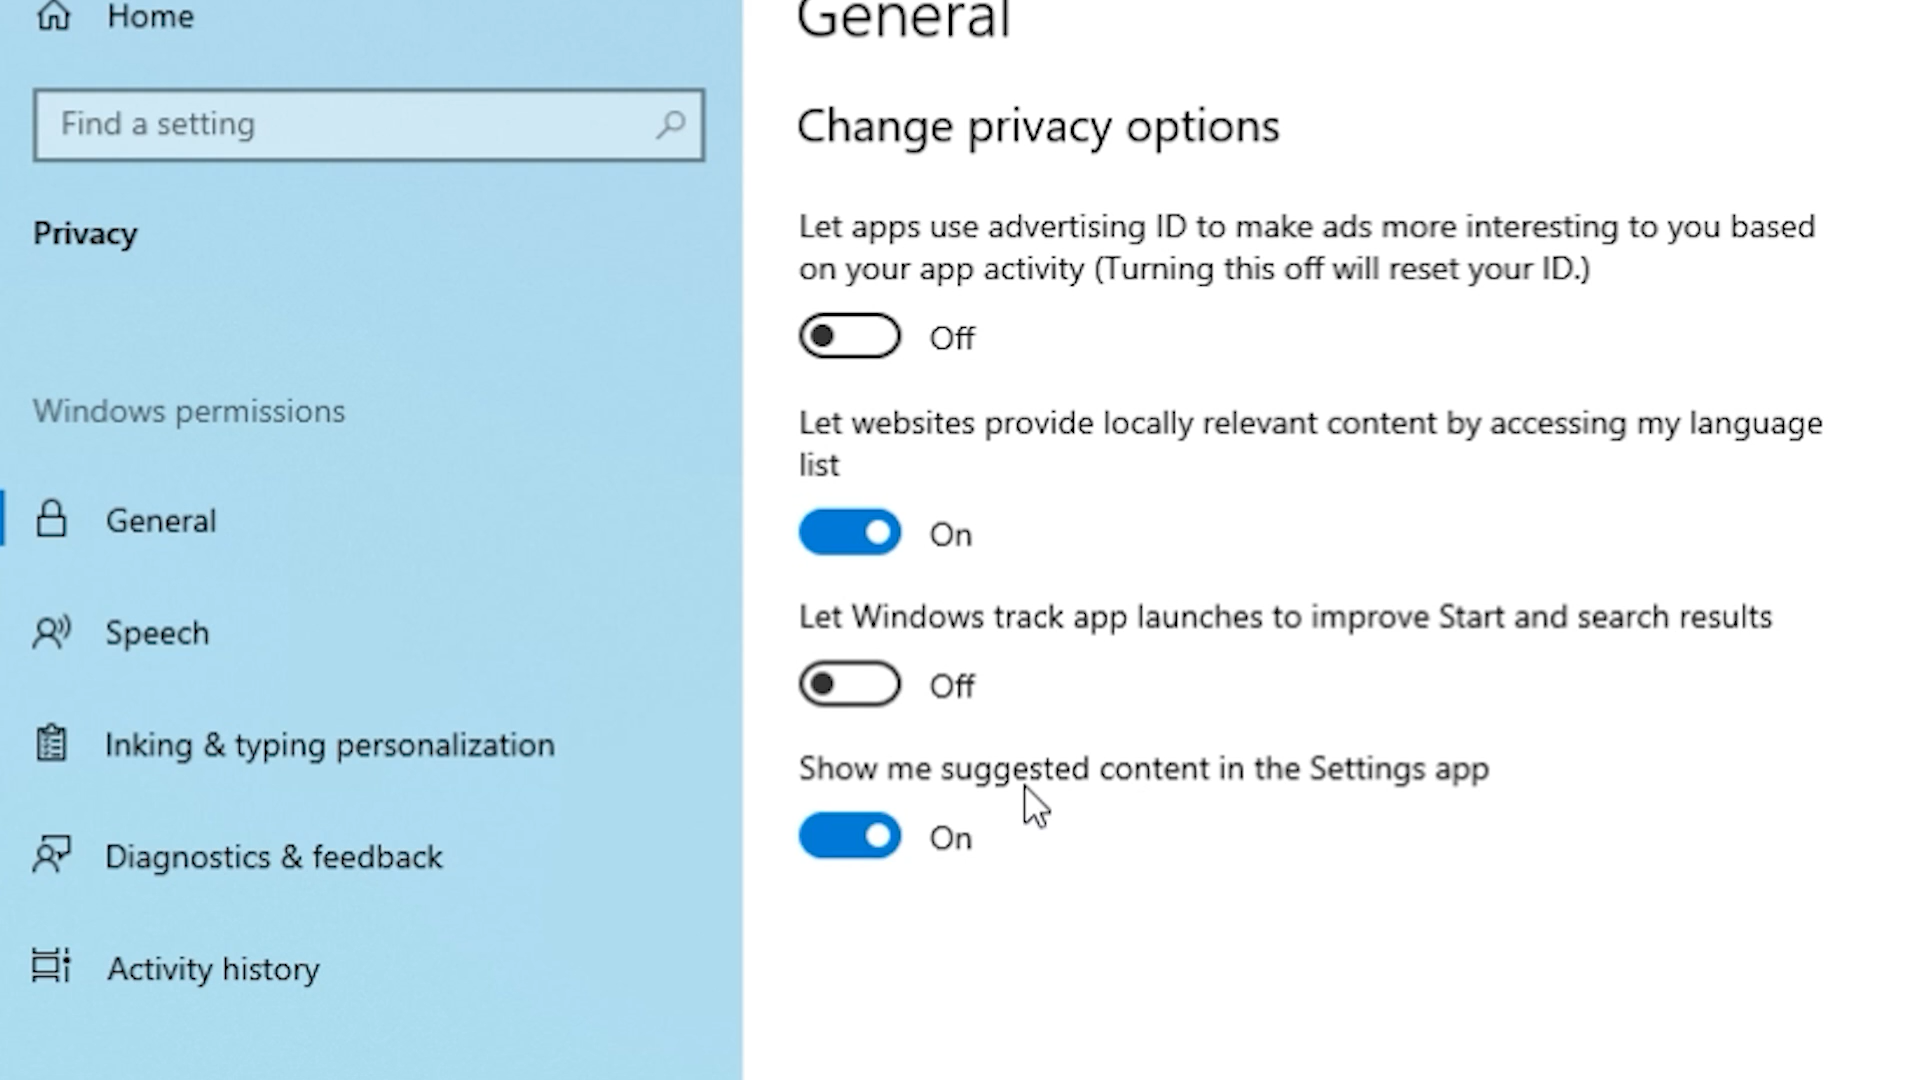 Home
Find a setting
Privacy
Windows permissions
General
Speech
Inking & typing personalization
Diagnostics & feedback
Activity history
General
Change privacy options
Let apps use advertising ID to make ads more interesting to you based
on your app activity (Turning this off will reset your ID.)
Off
Let websites provide locally relevant content by accessing my language
list
On
Let Windows track app launches to improve Start and search results
Off
Show me suggested content in the Settings app
On